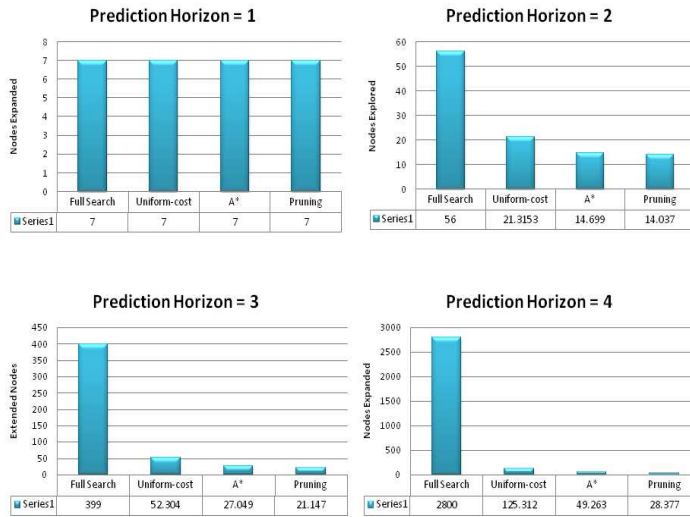 Prediction Horizon = 1
Nodes Expanded
8
7
6
5
4
3
2
1
0
Full Search Uniform-cost A* Pruning
Series1 7 7 7 7
Prediction Horizon = 2
Nodes Explored
60
50
40
30
20
10
0
Full Search Uniform-cost A* Pruning
Series1 56 21.3153 14.699 14.037
Prediction Horizon = 3
Extended Nodes
450
400
350
300
250
200
150
100
50
0
Full Search Uniform-cost A* Pruning
Series1 399 52.304 27.049 21.147
Prediction Horizon = 4
Nodes Expanded
3000
2500
2000
1500
1000
500
0
Full Search Uniform-cost A* Pruning
Series1 2800 125.312 49.263 28.377